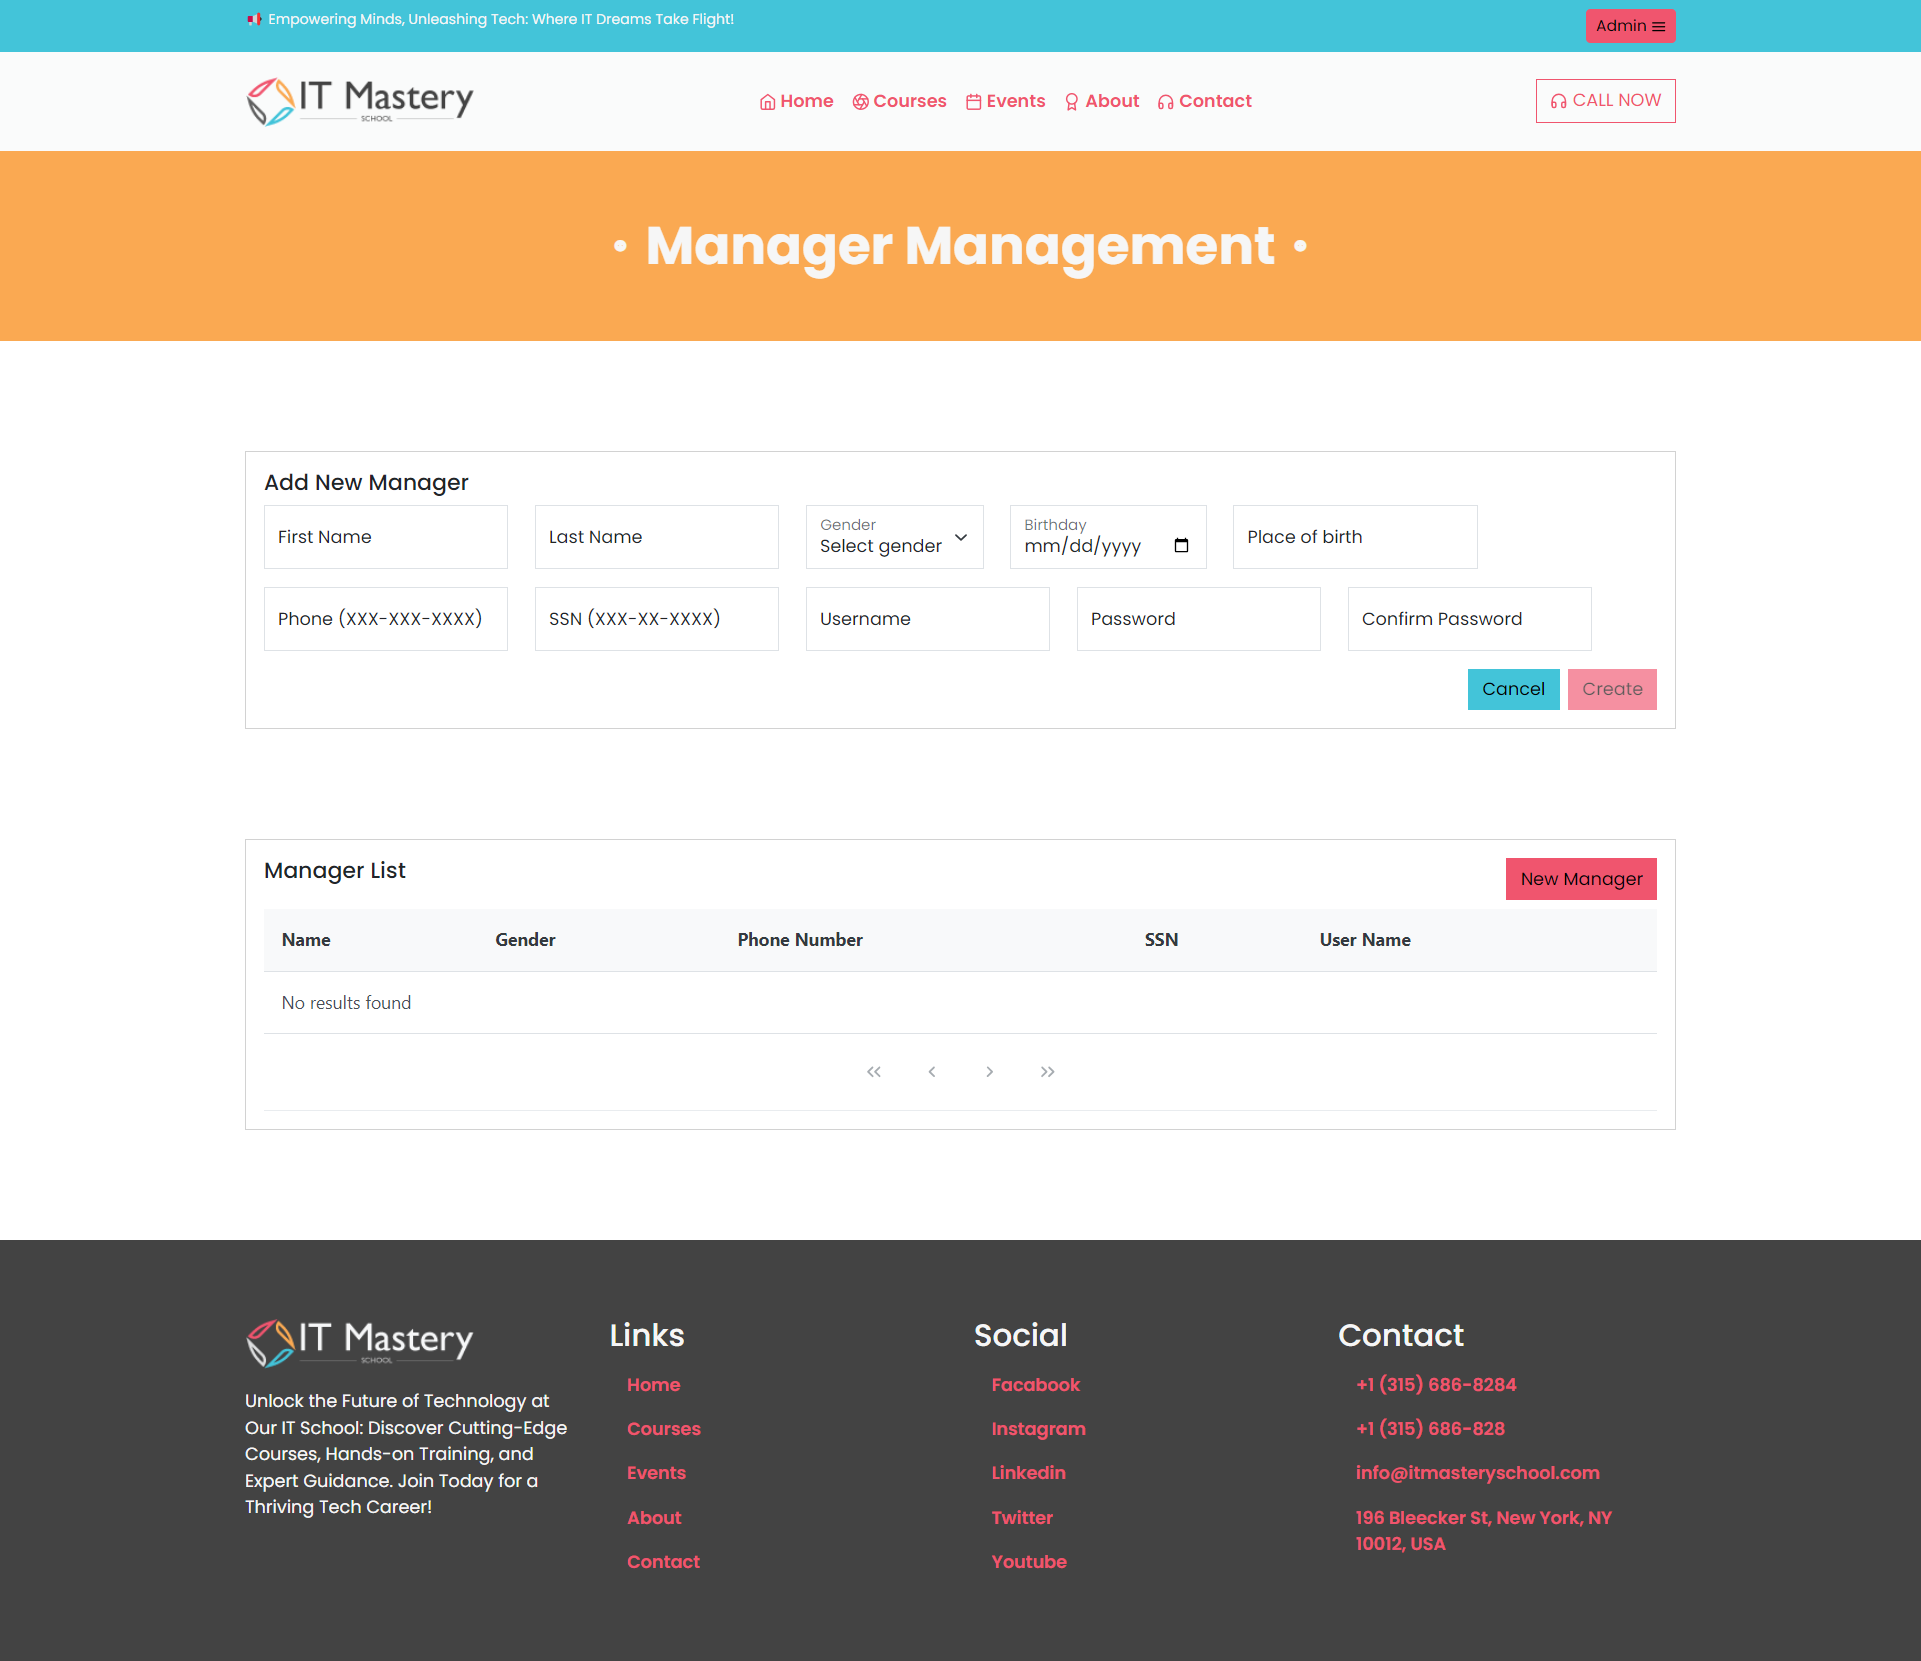 Empowering Minds, Unleashing Tech: Where IT Dreams Take Flight!
Admin
IT Mastery
SCHOOL
Home
Courses
Events
About
Contact
CALL NOW
• Manager Management •
Add New Manager
First Name
Last Name
Gender
Select gender
Birthday
mm/dd/yyyy
Place of birth
Phone (XXX-XXX-XXXX)
SSN (XXX-XX-XXXX)
Username
Password
Confirm Password
Cancel
Create
Manager List
New Manager
Name
Gender
Phone Number
SSN
User Name
No results found
IT Mastery
SCHOOL
Unlock the Future of Technology at
Our IT School: Discover Cutting-Edge
Courses, Hands-on Training, and
Expert Guidance. Join Today for a
Thriving Tech Career!
Links
Home
Courses
Events
About
Contact
Social
Facabook
Instagram
Linkedin
Twitter
Youtube
Contact
+1 (315) 686-8284
+1 (315) 686-828
info@itmasteryschool.com
196 Bleecker St, New York, NY
10012, USA